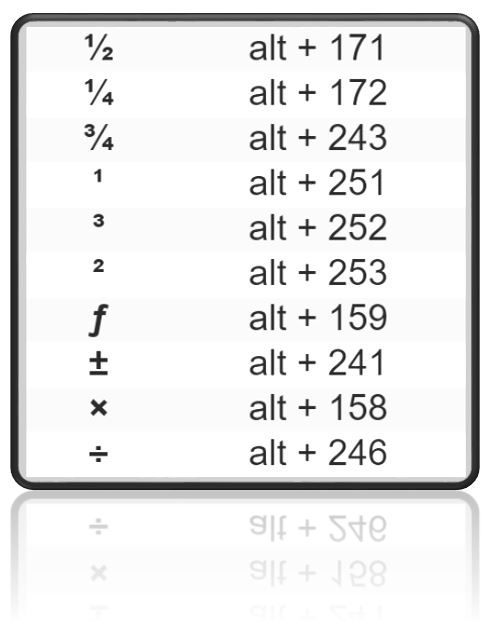 ½ alt + 171
¼ alt + 172
¾ alt + 243
¹ alt + 251
³ alt + 252
² alt + 253
ƒ alt + 159
± alt + 241
× alt + 158
÷ alt + 246